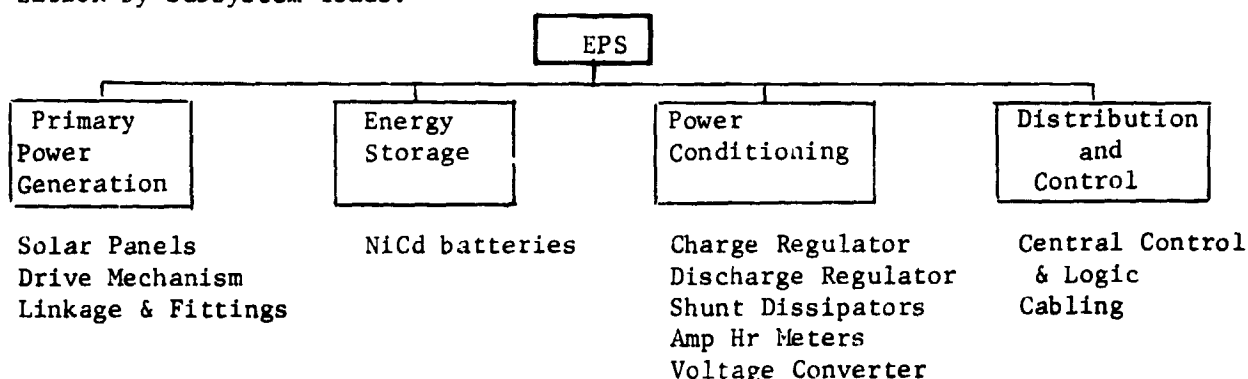 EPS
Primary
Power
Generation
Energy
Storage
Power
Conditioning
Distribution
and
Control
Solar Panels
Drive Mechanism
Linkage & Fittings
NiCd batteries
Charge Regulator
Discharge Regulator
Shunt Dissipators
Amp Hr Meters
Voltage Converter
Central Control
& Logic
Cabling